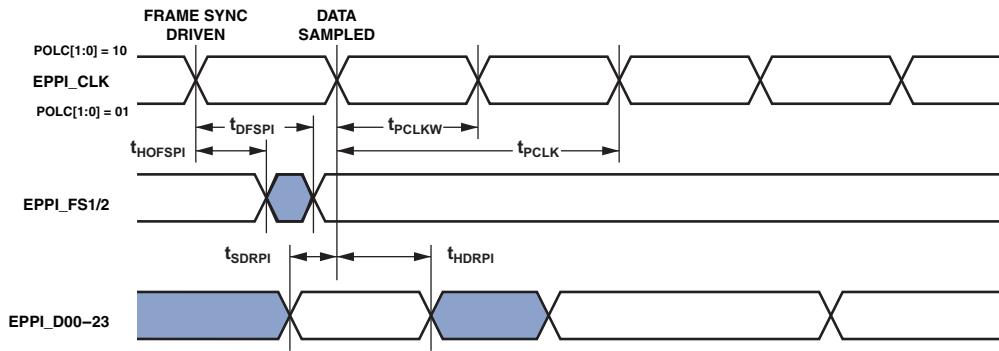 FRAME SYNC
DRIVEN
DATA
SAMPLED
POLC[1:0] = 10
EPPI_CLK
POLC[1:0] = 01
tDFSPI
tPCLKW
tHOFSPI
tPCLK
EPPI_FS1/2
tSDRPI
tHDRPI
EPPI_D00–23